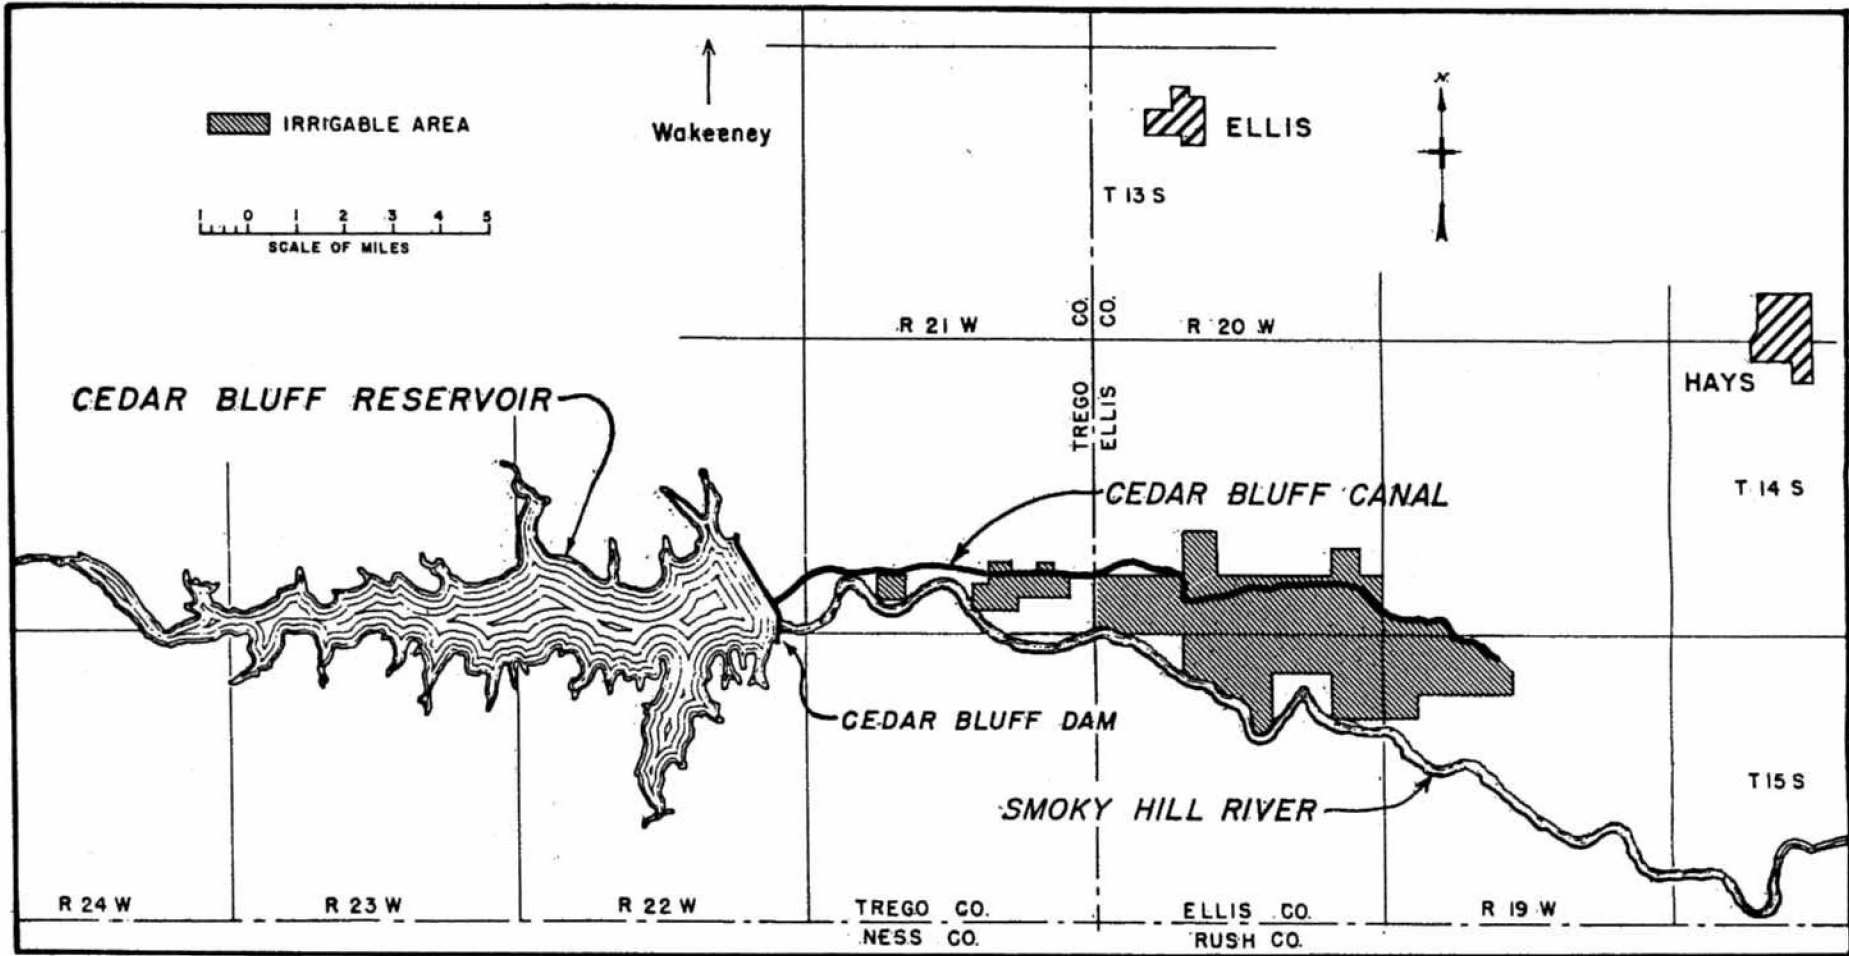 N.
IRRIGABLE AREA
Wakeeney
ELLIS
T 13 S
1 0 1 2 3 4 5
SCALE OF MILES
TREGO CO.
ELLIS CO.
R 21 W
R 20 W
HAYS
CEDAR BLUFF RESERVOIR
CEDAR BLUFF CANAL
T 14 S
CEDAR BLUFF DAM
SMOKY HILL RIVER
T 15 S
R 24 W
R 23 W
R 22 W
TREGO CO.
ELLIS CO.
R 19 W
NESS CO.
RUSH CO.